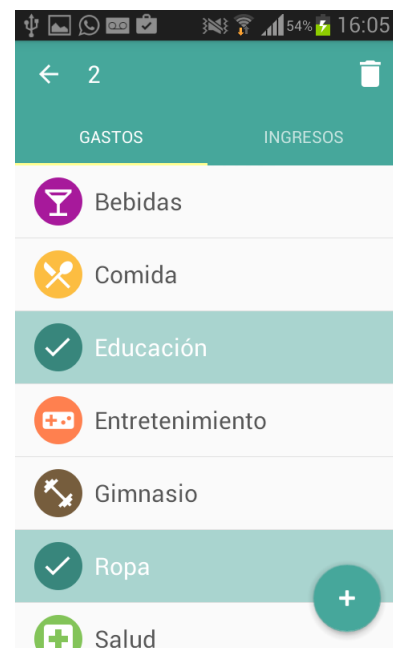 54% 16:05
2
GASTOS INGRESOS
Bebidas
Comida
Educación
Entretenimiento
Gimnasio
Ropa
Salud